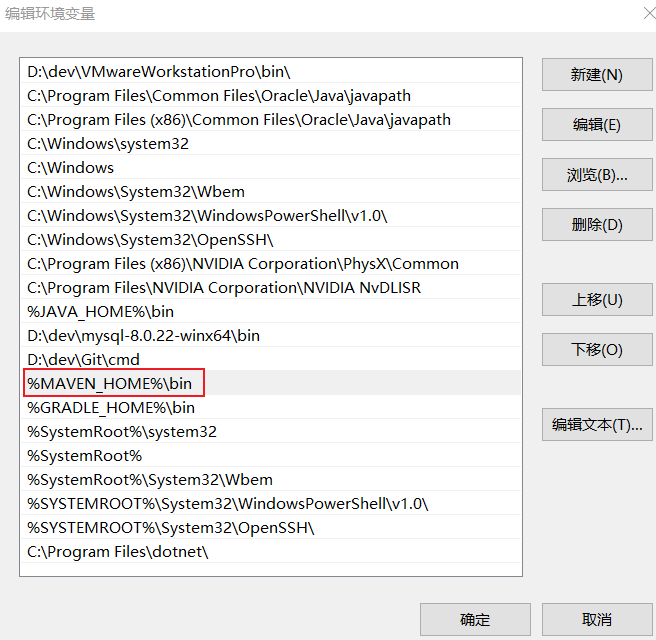 编辑环境变量
D:\dev\VMwareWorkstationPro\bin\
C:\Program Files\Common Files\Oracle\Java\javapath
C:\Program Files (x86)\Common Files\Oracle\Java\javapath
C:\Windows\system32
C:\Windows
C:\Windows\System32\Wbem
C:\Windows\System32\WindowsPowerShell\v1.0\
C:\Windows\System32\OpenSSH\
C:\Program Files (x86)\NVIDIA Corporation\PhysX\Common
C:\Program Files\NVIDIA Corporation\NVIDIA NvDLISR
%JAVA_HOME%\bin
D:\dev\mysql-8.0.22-winx64\bin
D:\dev\Git\cmd
%MAVEN_HOME%\bin
%GRADLE_HOME%\bin
%SystemRoot%\system32
%SystemRoot%
%SystemRoot%\System32\Wbem
%SYSTEMROOT%\System32\WindowsPowerShell\v1.0\
%SYSTEMROOT%\System32\OpenSSH\
C:\Program Files\dotnet\
新建(N)
编辑(E)
浏览(B)...
删除(D)
上移(U)
下移(O)
编辑文本(T)...
确定
取消